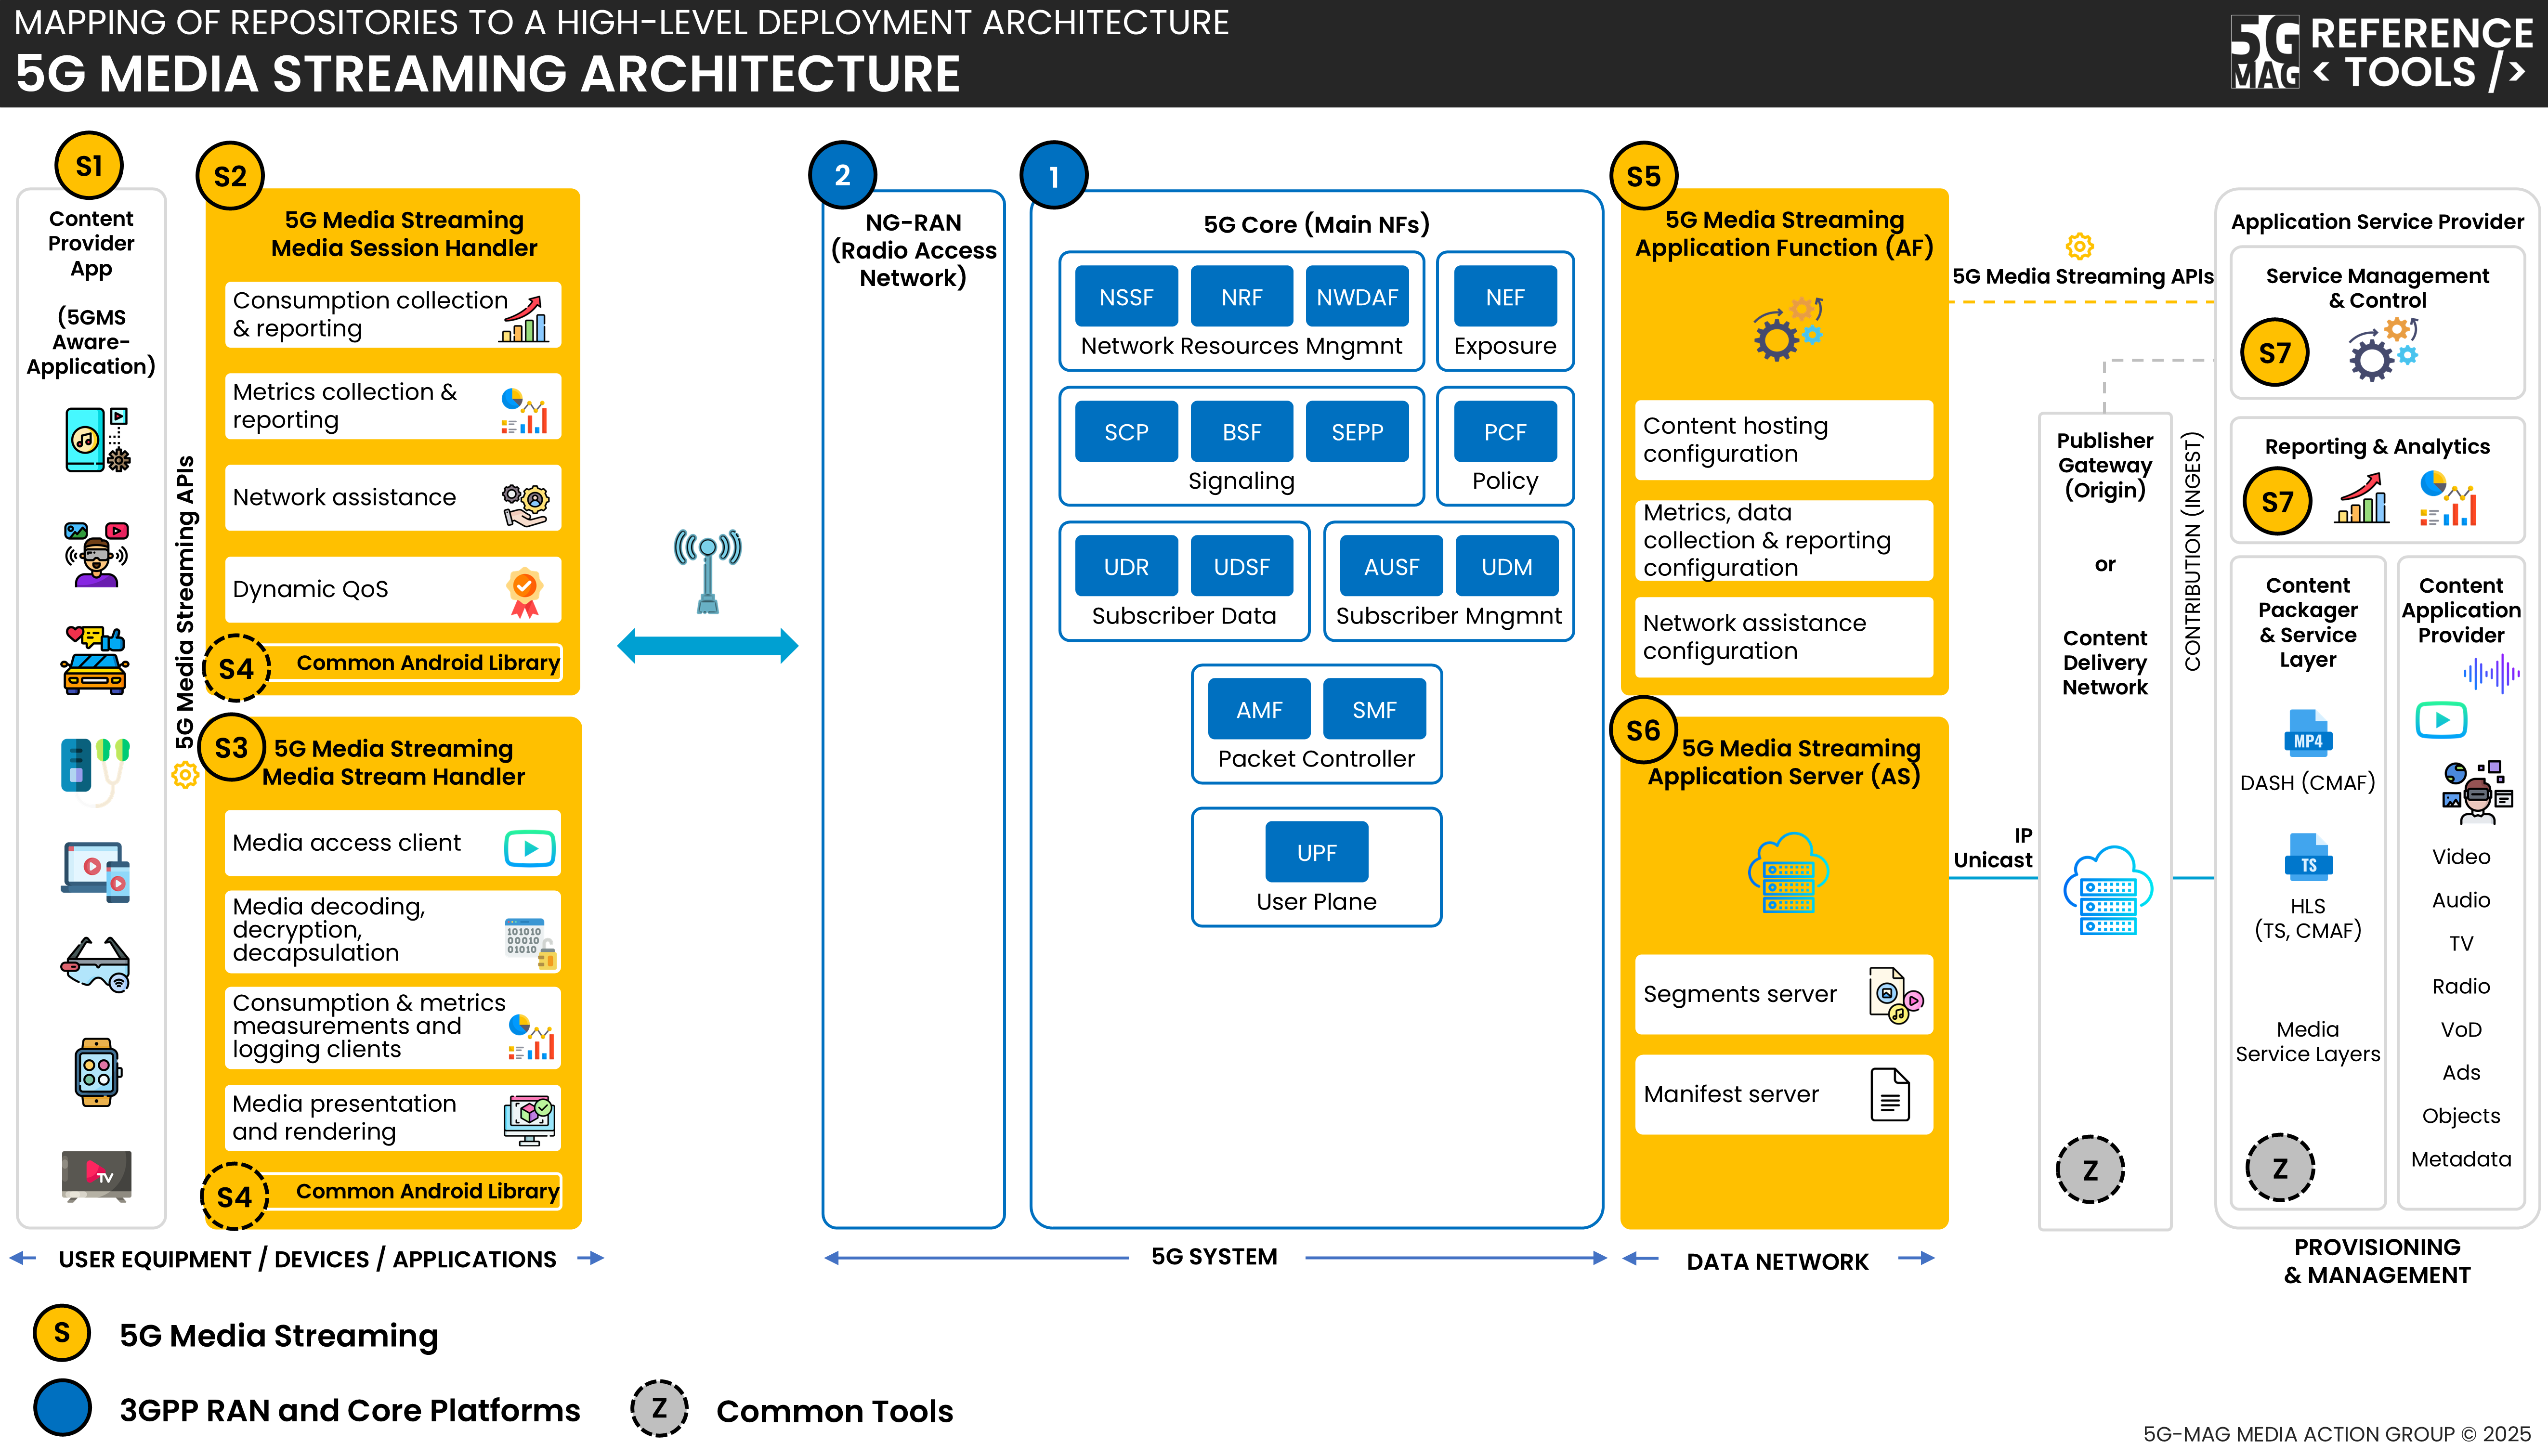 MAPPING OF REPOSITORIES TO A HIGH-LEVEL DEPLOYMENT ARCHITECTURE
5G MEDIA STREAMING ARCHITECTURE
5G
MAG
REFERENCE
< TOOLS />
S1
Content
Provider
App
(5GMS
Aware-
Application)
TV
5G Media Streaming APIs
S2
5G Media Streaming
Media Session Handler
Consumption collection
& reporting
Metrics collection &
reporting
Network assistance
Dynamic QoS
S4
Common Android Library
S3
5G Media Streaming
Media Stream Handler
Media access client
Media decoding,
decryption,
decapsulation
101010
00010
01010
Consumption & metrics
measurements and
logging clients
Media presentation
and rendering
S4
Common Android Library
2
NG-RAN
(Radio Access
Network)
1
5G Core (Main NFs)
NSSF
NRF
NWDAF
Network Resources Mngmnt
NEF
Exposure
SCP
BSF
SEPP
Signaling
PCF
Policy
UDR
UDSF
Subscriber Data
AUSF
UDM
Subscriber Mngmnt
AMF
SMF
Packet Controller
UPF
User Plane
S5
5G Media Streaming
Application Function (AF)
Content hosting
configuration
Metrics, data
collection & reporting
configuration
Network assistance
configuration
S6
5G Media Streaming
Application Server (AS)
Segments server
Manifest server
5G Media Streaming APIs
IP
Unicast
Publisher
Gateway
(Origin)
or
Content
Delivery
Network
Z
CONTRIBUTION (INGEST)
Application Service Provider
Service Management
& Control
S7
Reporting & Analytics
S7
Content
Packager
& Service
Layer
MP4
DASH (CMAF)
TS
HLS
(TS, CMAF)
Media
Service Layers
Z
Content
Application
Provider
Video
Audio
TV
Radio
VoD
Ads
Objects
Metadata
USER EQUIPMENT / DEVICES / APPLICATIONS
5G SYSTEM
DATA NETWORK
PROVISIONING
& MANAGEMENT
S
5G Media Streaming
3GPP RAN and Core Platforms
Z
Common Tools
5G-MAG MEDIA ACTION GROUP © 2025